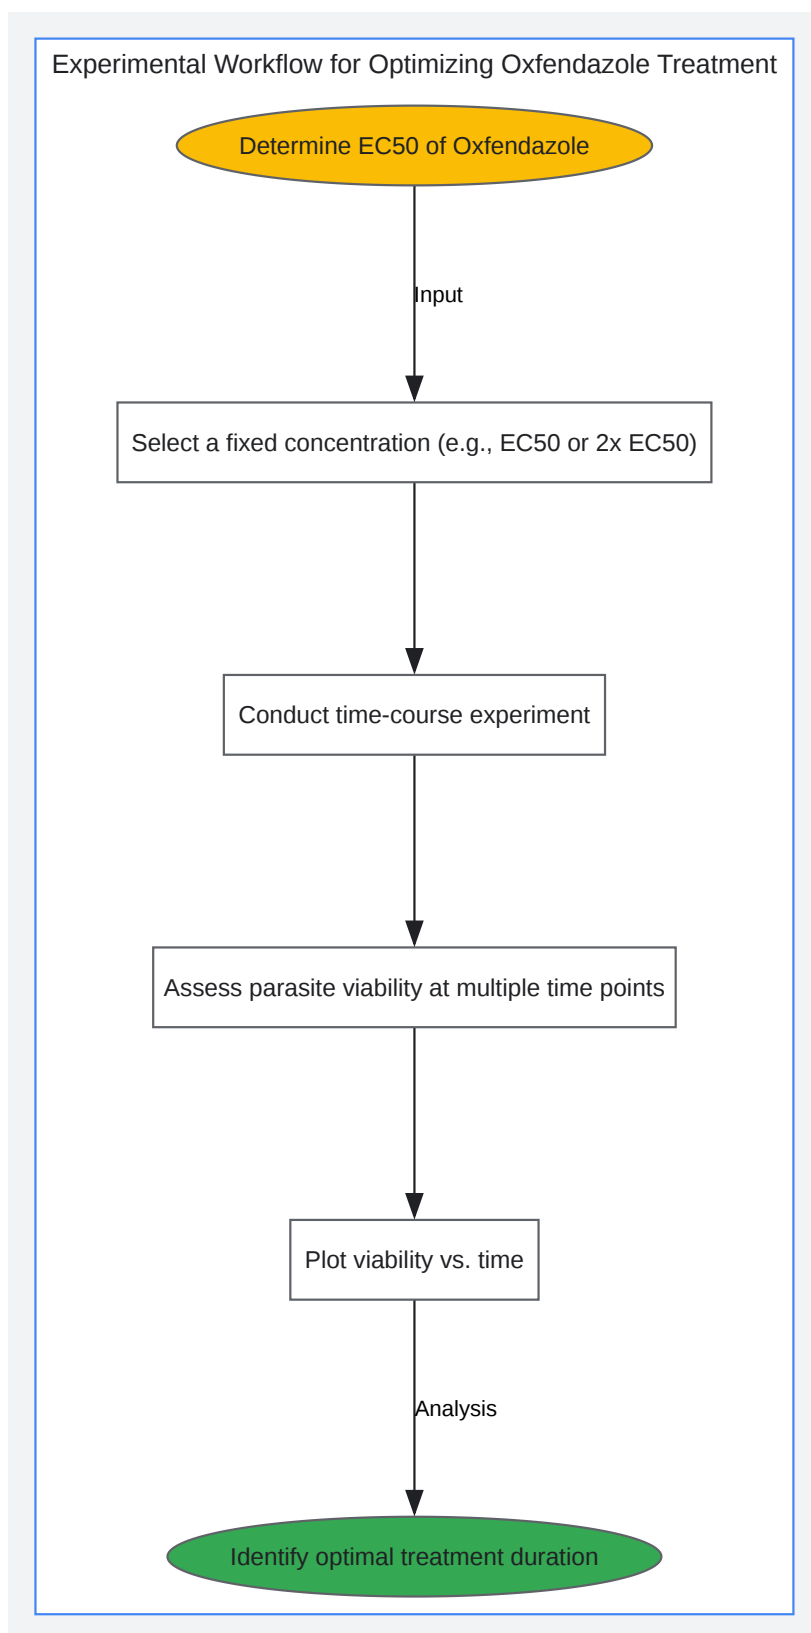 Experimental Workflow for Optimizing Oxfendazole Treatment
Determine EC50 of Oxfendazole
Input
Select a fixed concentration (e.g., EC50 or 2x EC50)
Conduct time-course experiment
Assess parasite viability at multiple time points
Plot viability vs. time
Analysis
Identify optimal treatment duration